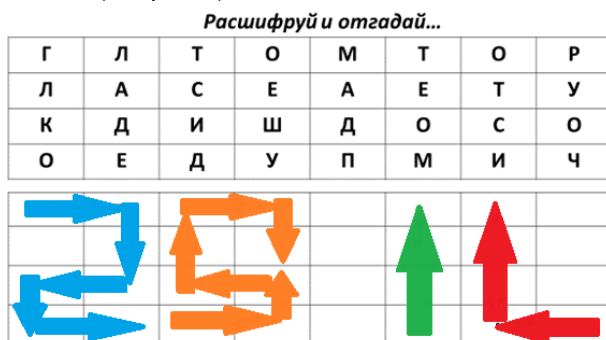 Расшифруй и отгадай...
Г Л Т О М Т О Р
Л А С Е А Е Т У
К Д И Ш Д О С О
О Е Д У П М И Ч